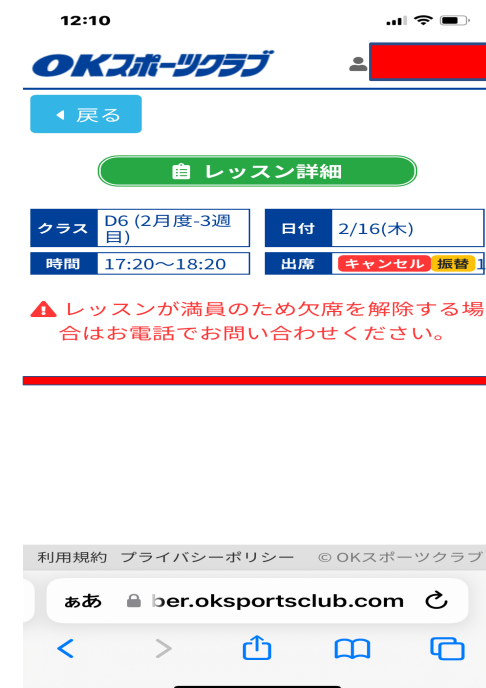 12:10
OKスポーツクラブ
戻る
レッスン詳細
クラス D6 (2月度-3週目)
日付 2/16(木)
時間 17:20〜18:20
出席 キャンセル 振替 1
レッスンが満員のため欠席を解除する場
合はお電話でお問い合わせください。
利用規約 プライバシーポリシー © OKスポーツクラブ
ぁあ ber.oksportsclub.com